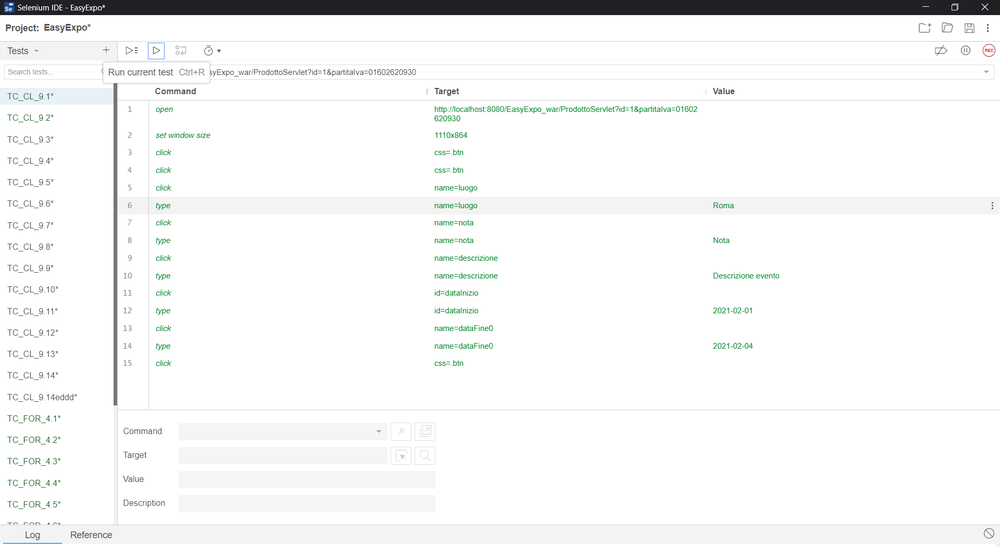 Selenium IDE - EasyExpo*
Project: EasyExpo*
Tests
REC
Search tests...
Run current test Ctrl+R
syExpo_war/ProdottoServlet?id=1&partitaIva=01602620930
Command Target Value
TC_CL_9.1*
TC_CL_9.2*
TC_CL_9.3*
TC_CL_9.4*
TC_CL_9.5*
TC_CL_9.6*
TC_CL_9.7*
TC_CL_9.8*
TC_CL_9.9*
TC_CL_9.10*
TC_CL_9.11*
TC_CL_9.12*
TC_CL_9.13*
TC_CL_9.14*
TC_CL_9.14eddd*
TC_FOR_4.1*
TC_FOR_4.2*
TC_FOR_4.3*
TC_FOR_4.4*
TC_FOR_4.5*
1 open http://localhost:8080/EasyExpo_war/ProdottoServlet?id=1&partitaIva=01602
620930
2 set window size 1110x864
3 click css=.btn
4 click css=.btn
5 click name=luogo
6 type name=luogo Roma
7 click name=nota
8 type name=nota Nota
9 click name=descrizione
10 type name=descrizione Descrizione evento
11 click id=dataInizio
12 type id=dataInizio 2021-02-01
13 click name=dataFine0
14 type name=dataFine0 2021-02-04
15 click css=.btn
Command //
Target
Value
Description
Log Reference